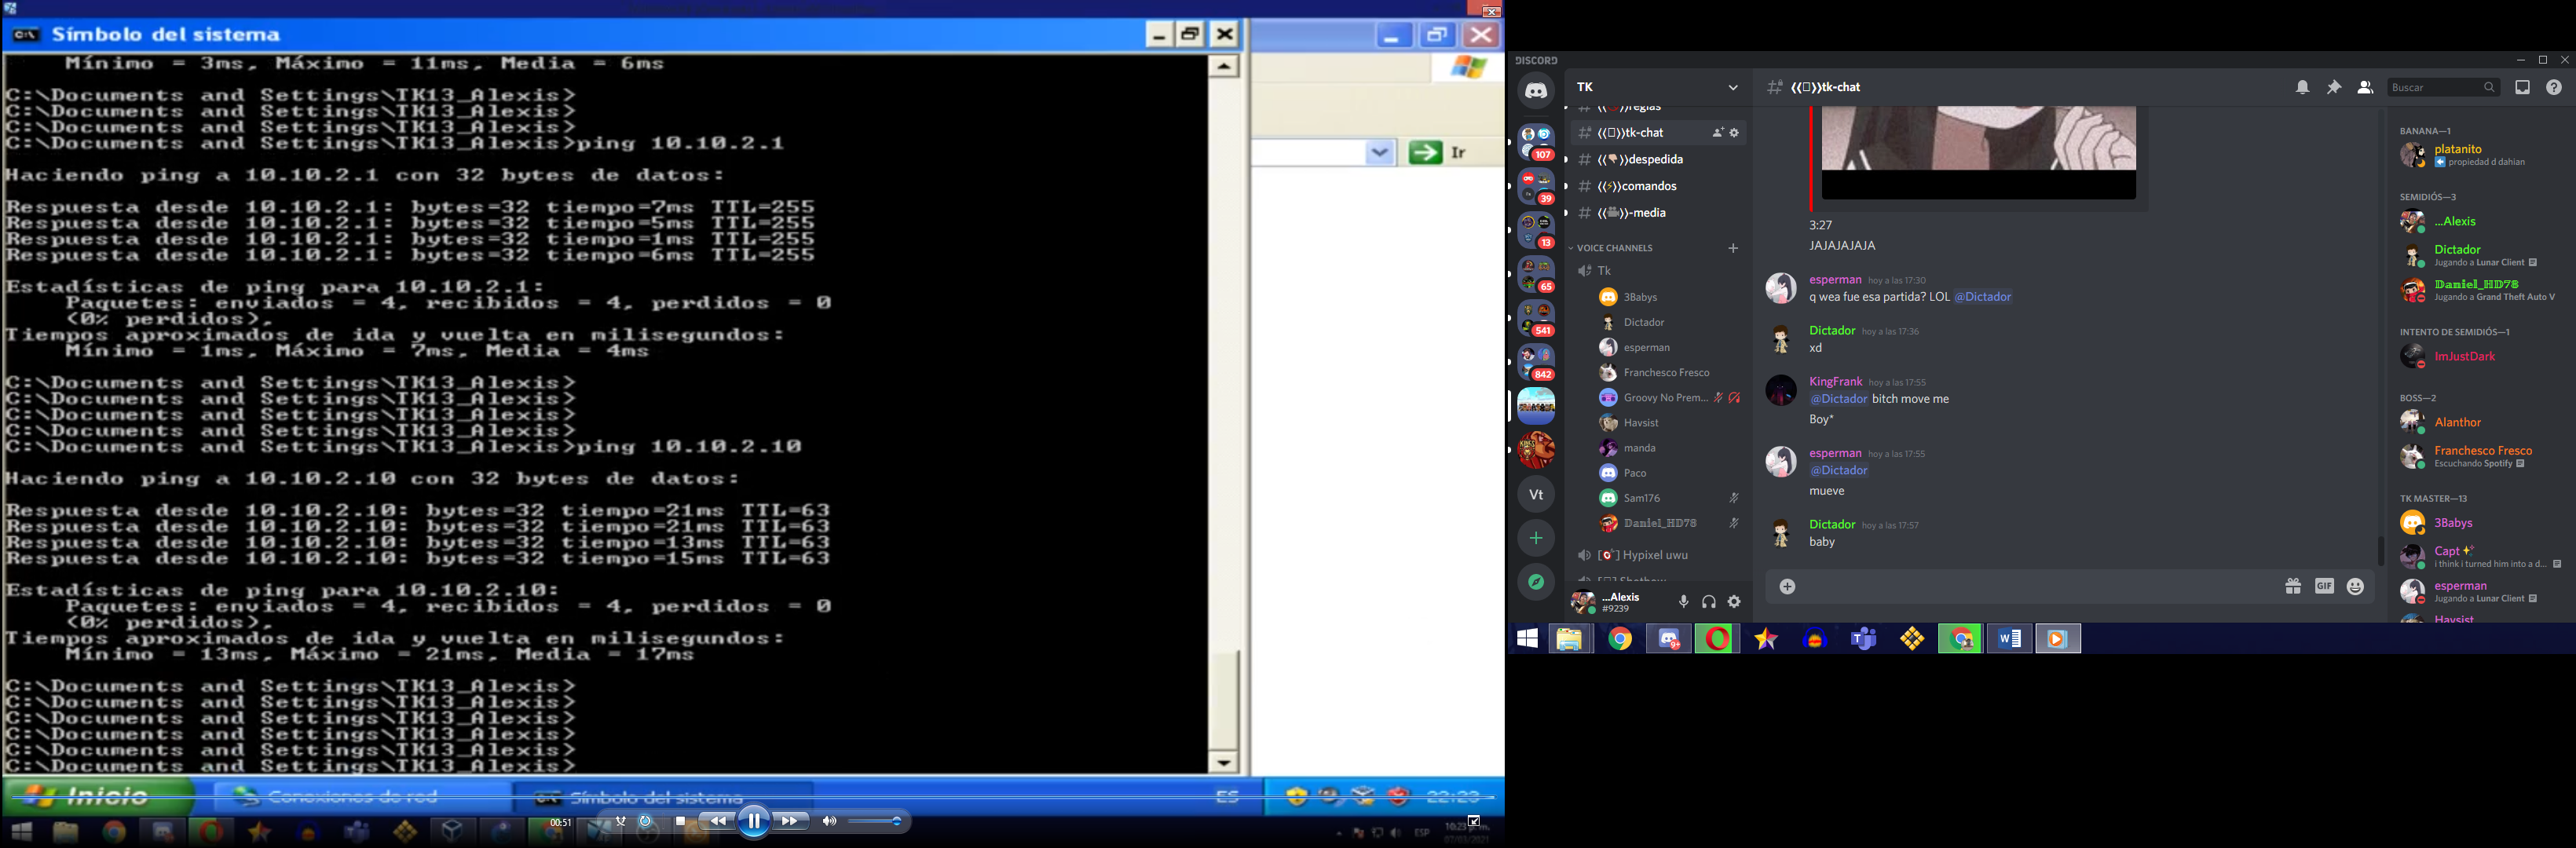 Símbolo del sistema
Mínimo = 3ms, Máximo = 11ms, Media = 6ms
C:\Documents and Settings\TK13_Alexis>
C:\Documents and Settings\TK13_Alexis>
C:\Documents and Settings\TK13_Alexis>
C:\Documents and Settings\TK13_Alexis>ping 10.10.2.1
Haciendo ping a 10.10.2.1 con 32 bytes de datos:
Respuesta desde 10.10.2.1: bytes=32 tiempo=7ms TTL=255
Respuesta desde 10.10.2.1: bytes=32 tiempo=5ms TTL=255
Respuesta desde 10.10.2.1: bytes=32 tiempo=1ms TTL=255
Respuesta desde 10.10.2.1: bytes=32 tiempo=6ms TTL=255
Estadísticas de ping para 10.10.2.1:
Paquetes: enviados = 4, recibidos = 4, perdidos = 0
(0% perdidos),
Tiempos aproximados de ida y vuelta en milisegundos:
Mínimo = 1ms, Máximo = 7ms, Media = 4ms
C:\Documents and Settings\TK13_Alexis>
C:\Documents and Settings\TK13_Alexis>
C:\Documents and Settings\TK13_Alexis>
C:\Documents and Settings\TK13_Alexis>
C:\Documents and Settings\TK13_Alexis>ping 10.10.2.10
Haciendo ping a 10.10.2.10 con 32 bytes de datos:
Respuesta desde 10.10.2.10: bytes=32 tiempo=21ms TTL=63
Respuesta desde 10.10.2.10: bytes=32 tiempo=21ms TTL=63
Respuesta desde 10.10.2.10: bytes=32 tiempo=13ms TTL=63
Respuesta desde 10.10.2.10: bytes=32 tiempo=15ms TTL=63
Estadísticas de ping para 10.10.2.10:
Paquetes: enviados = 4, recibidos = 4, perdidos = 0
(0% perdidos),
Tiempos aproximados de ida y vuelta en milisegundos:
Mínimo = 13ms, Máximo = 21ms, Media = 17ms
C:\Documents and Settings\TK13_Alexis>
C:\Documents and Settings\TK13_Alexis>
C:\Documents and Settings\TK13_Alexis>
C:\Documents and Settings\TK13_Alexis>
C:\Documents and Settings\TK13_Alexis>
C:\Documents and Settings\TK13_Alexis>
Ir
Inicio
Conexiones de red
Símbolo del sistema
ES
22:23
00:51
ESP
10:23 p. m.
DISCORD
107
39
13
65
541
842
Vt
TK
# ((🔴))reglas
((▯))tk-chat
# ((👎))despedida
# ((⚡))comandos
# ((🎥))-media
VOICE CHANNELS
Tk
3Babys
Dictador
esperman
Franchesco Fresco
Groovy No Prem...
Havsist
manda
Paco
Sam176
Daniel_HD78
Hypixel uwu
...Alexis
#9239
((▯))tk-chat
Buscar
3:27
JAJAJAJAJA
esperman hoy a las 17:30
q wea fue esa partida? LOL @Dictador
Dictador hoy a las 17:36
xd
KingFrank hoy a las 17:55
@Dictador bitch move me
Boy*
esperman hoy a las 17:55
@Dictador
mueve
Dictador hoy a las 17:57
baby
GIF
BANANA—1
platanito
propiedad d dahian
SEMIDIÓS—3
...Alexis
Dictador
Jugando a Lunar Client
Daniel_HD78
Jugando a Grand Theft Auto V
INTENTO DE SEMIDIÓS—1
ImJustDark
BOSS—2
Alanthor
Franchesco Fresco
Escuchando Spotify
TK MASTER—13
3Babys
Capt ✨
i think i turned him into a d...
esperman
Jugando a Lunar Client
Havsist
9+